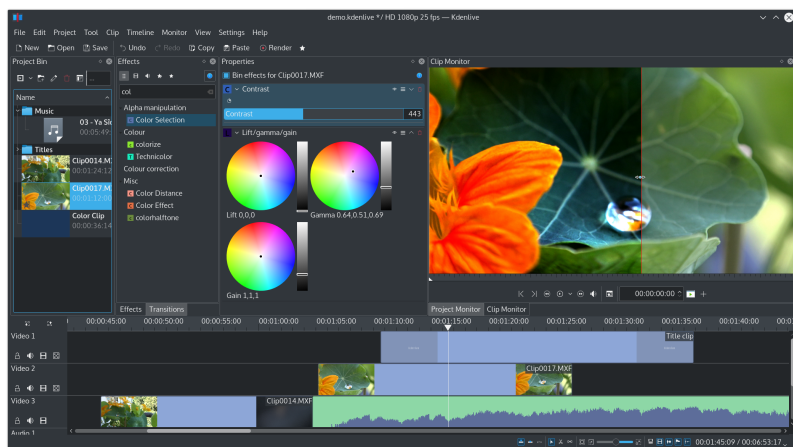 demo.kdenlive */ HD 1080p 25 fps — Kdenlive
File Edit Project Tool Clip Timeline Monitor View Settings Help
New Open Save Undo Redo Copy Paste Render
Project Bin
Name
Music
03 - Ya Slo
00:05:49:
Titles
Clip0014.MX
00:01:24:12
Clip0017.M
00:01:12:00
Color Clip
00:00:36:14
Effects
col
Alpha manipulation
Color Selection
Colour
colorize
Technicolor
Colour correction
Misc
Color Distance
Color Effect
colorhalftone
Effects Transitions
Properties
Bin effects for Clip0017.MXF
Contrast
Contrast 443
Lift/gamma/gain
Lift 0,0,0
Gamma 0.64,0.51,0.69
Gain 1,1,1
Clip Monitor
00:00:00:00
Project Monitor Clip Monitor
00:00:45:00 00:00:50:00 00:00:55:00 00:01:00:00 00:01:05:00 00:01:10:00 00:01:15:00 00:01:20:00 00:01:25:00 00:01:30:00 00:01:35:00 00:01:40:00
Video 1
Title clip
Video 2
Clip0017.MXF
Video 3
Clip0014.MXF
Audio 1
00:01:45:09 / 00:06:53:17